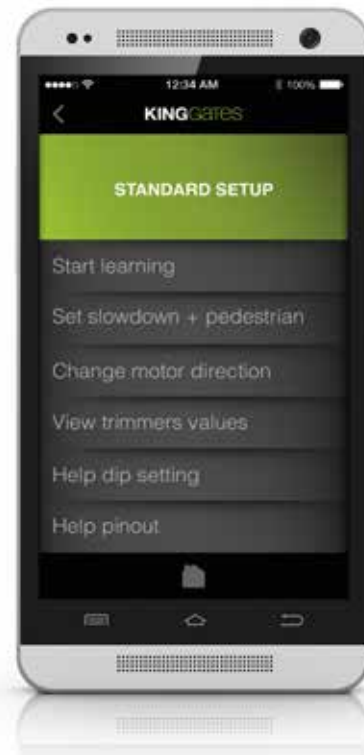 12:34 AM
100%
KINGGates
STANDARD SETUP
Start learning
Set slowdown + pedestrian
Change motor direction
View trimmers values
Help dip setting
Help pinout